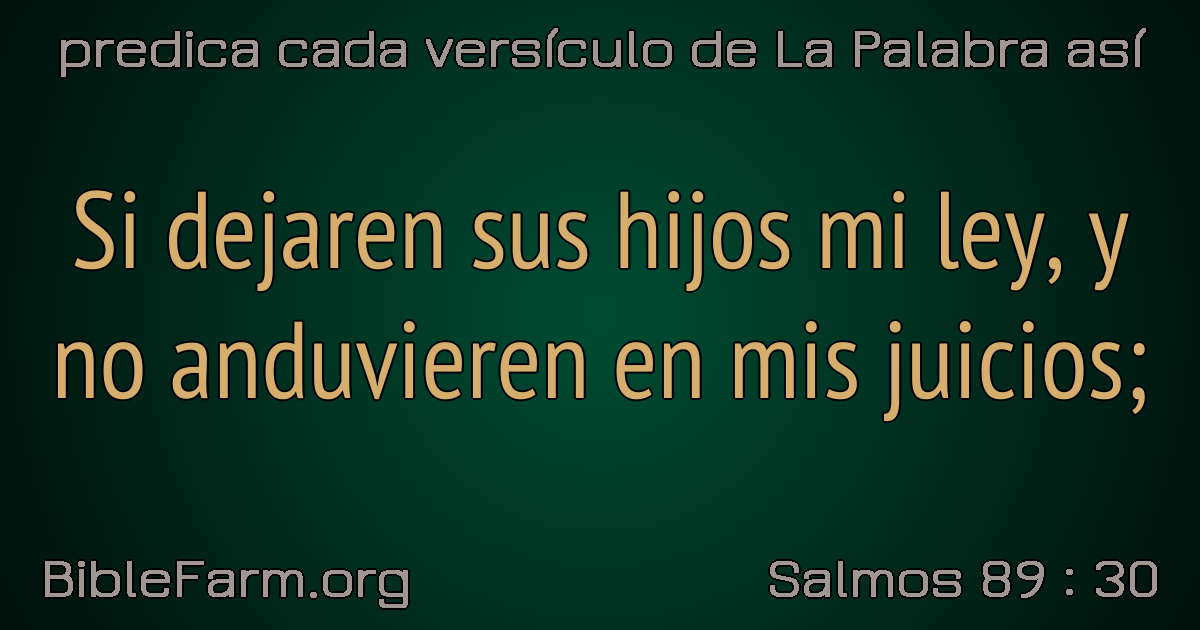 predica cada versículo de La Palabra así
Si dejaren sus hijos mi ley, y
no anduvieren en mis juicios;
BibleFarm.org
Salmos 89 : 30